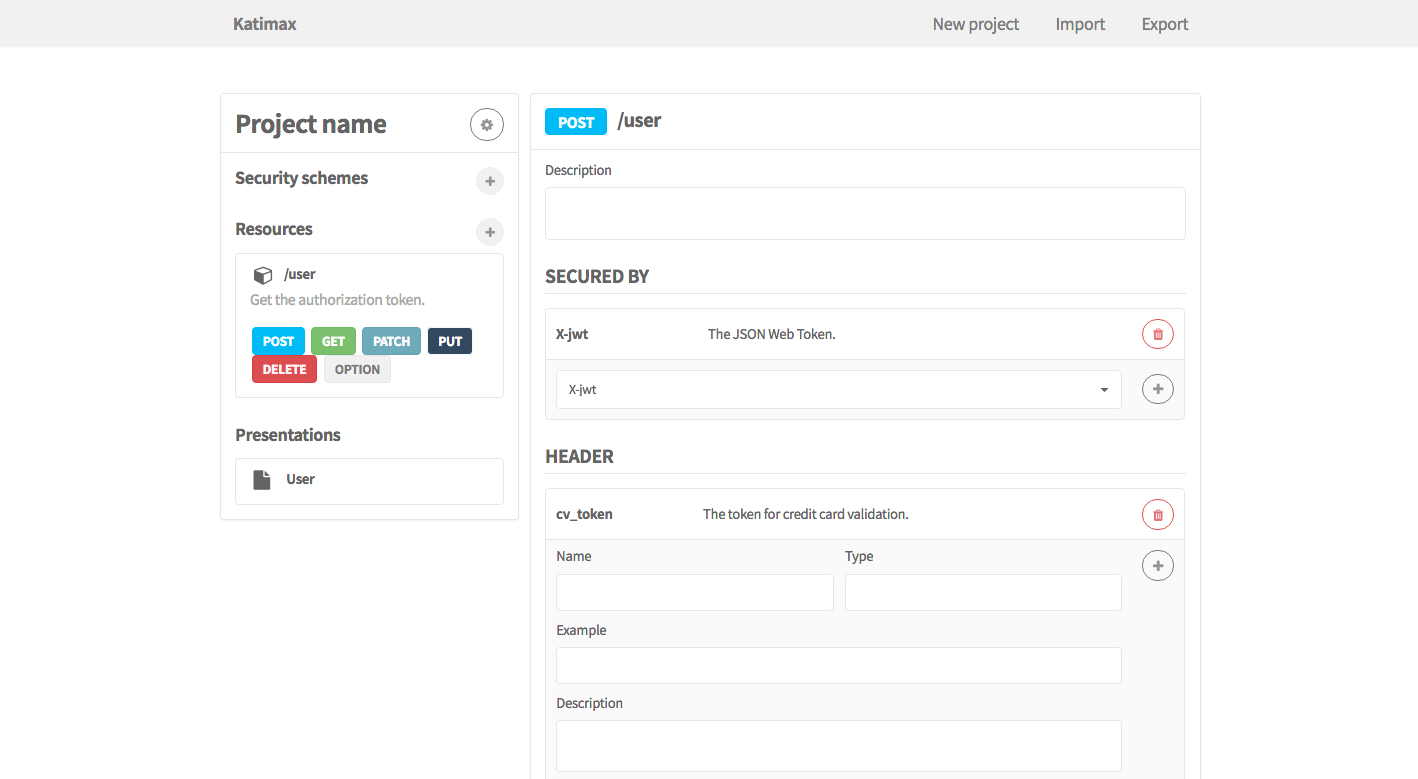 Katimax
New project
Import
Export
Project name
Security schemes
Resources
/user
Get the authorization token.
POST GET PATCH PUT
DELETE OPTION
Presentations
User
POST /user
Description
SECURED BY
X-jwt The JSON Web Token.
X-jwt
HEADER
cv_token The token for credit card validation.
Name Type
Example
Description